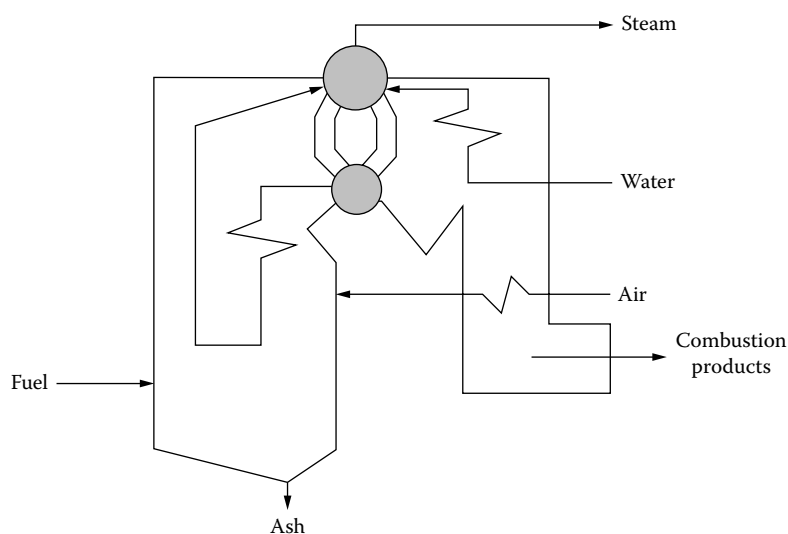 Steam
Water
Air
Combustion
products
Fuel
Ash